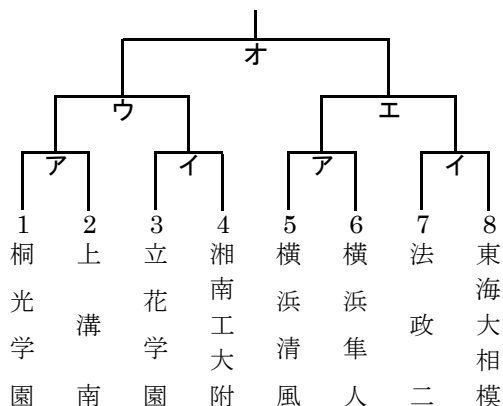 オ
ウ
エ
ア
イ
ア
イ
1
2
3
4
5
6
7
8
桐光学園
上溝南
立花学園
湘南工大附
横浜清風
横浜隼人
法政二
東海大相模